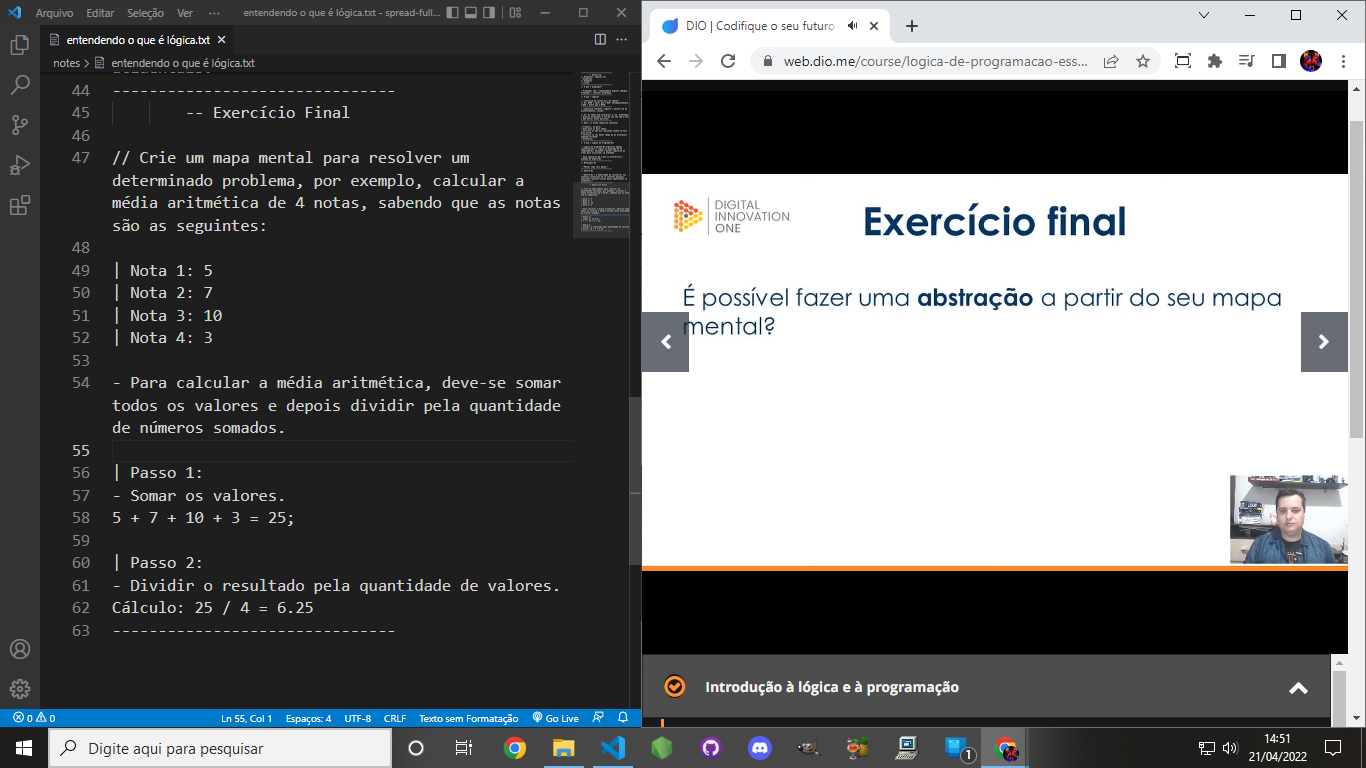 Arquivo Editar Seleção Ver ··· entendendo o que é lógica.txt - spread-full...
entendendo o que é lógica.txt
notes > entendendo o que é lógica.txt
44 -------------------------------
45 -- Exercício Final
46
47 // Crie um mapa mental para resolver um
determinado problema, por exemplo, calcular a
média aritmética de 4 notas, sabendo que as notas
são as seguintes:
48
49 | Nota 1: 5
50 | Nota 2: 7
51 | Nota 3: 10
52 | Nota 4: 3
53
54 - Para calcular a média aritmética, deve-se somar
todos os valores e depois dividir pela quantidade
de números somados.
55
56 | Passo 1:
57 - Somar os valores.
58 5 + 7 + 10 + 3 = 25;
59
60 | Passo 2:
61 - Dividir o resultado pela quantidade de valores.
62 Cálculo: 25 / 4 = 6.25
63 -------------------------------
0 0 Ln 55, Col 1 Espaços: 4 UTF-8 CRLF Texto sem Formatação Go Live
DIO | Codifique o seu futuro
web.dio.me/course/logica-de-programacao-ess...
DIGITAL
INNOVATION
ONE
Exercício final
É possível fazer uma abstração a partir do seu mapa
mental?
Introdução à lógica e à programação
Digite aqui para pesquisar
1
14:51
21/04/2022